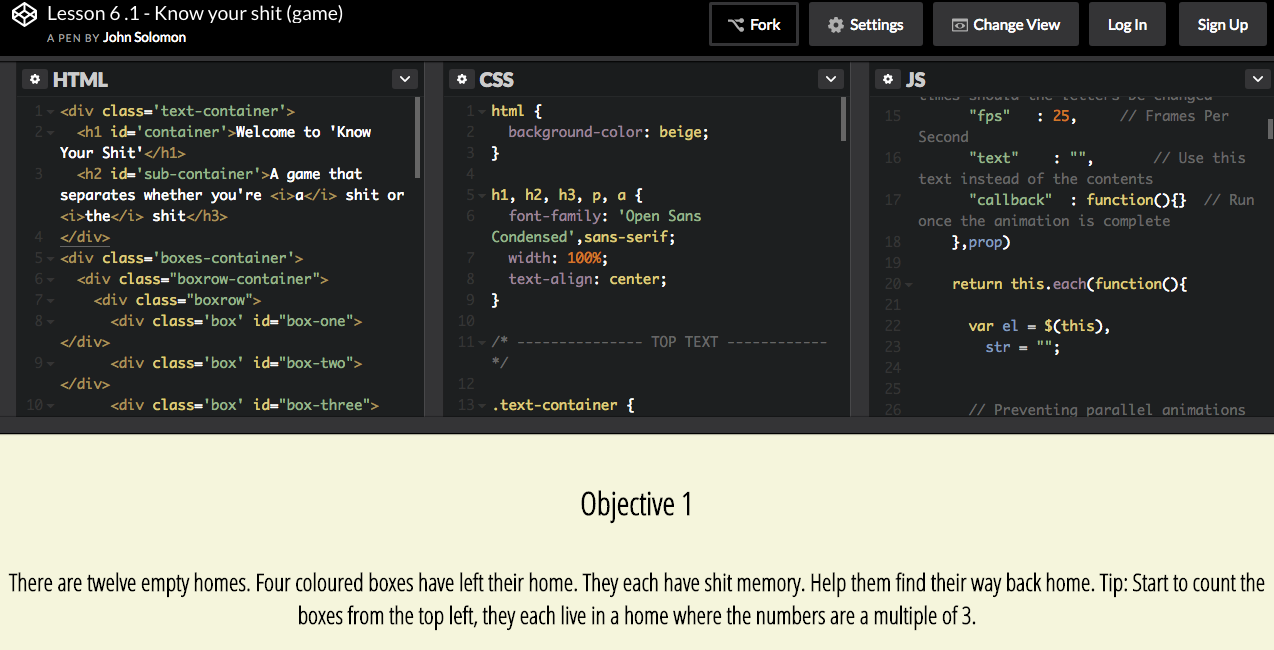 Lesson 6 .1 - Know your shit (game)
A PEN BY John Solomon
Fork
Settings
Change View
Log In
Sign Up
HTML
1 <div class='text-container'>
2 <h1 id='container'>Welcome to 'Know
Your Shit'</h1>
3 <h2 id='sub-container'>A game that
separates whether you're <i>a</i> shit or
<i>the</i> shit</h3>
4 </div>
5 <div class='boxes-container'>
6 <div class="boxrow-container">
7 <div class="boxrow">
8 <div class='box' id="box-one">
</div>
9 <div class='box' id="box-two">
</div>
10 <div class='box' id="box-three">
CSS
1 html {
2 background-color: beige;
3 }
4
5 h1, h2, h3, p, a {
6 font-family: 'Open Sans
Condensed',sans-serif;
7 width: 100%;
8 text-align: center;
9 }
10
11 /* --------------- TOP TEXT ------------
*/
12
13 .text-container {
JS
times should the letters be changed
15 "fps" : 25, // Frames Per
Second
16 "text" : "", // Use this
text instead of the contents
17 "callback" : function(){} // Run
once the animation is complete
18 },prop)
19
20 return this.each(function(){
21
22 var el = $(this),
23 str = "";
24
25
26 // Preventing parallel animations
Objective 1
There are twelve empty homes. Four coloured boxes have left their home. They each have shit memory. Help them find their way back home. Tip: Start to count the
boxes from the top left, they each live in a home where the numbers are a multiple of 3.